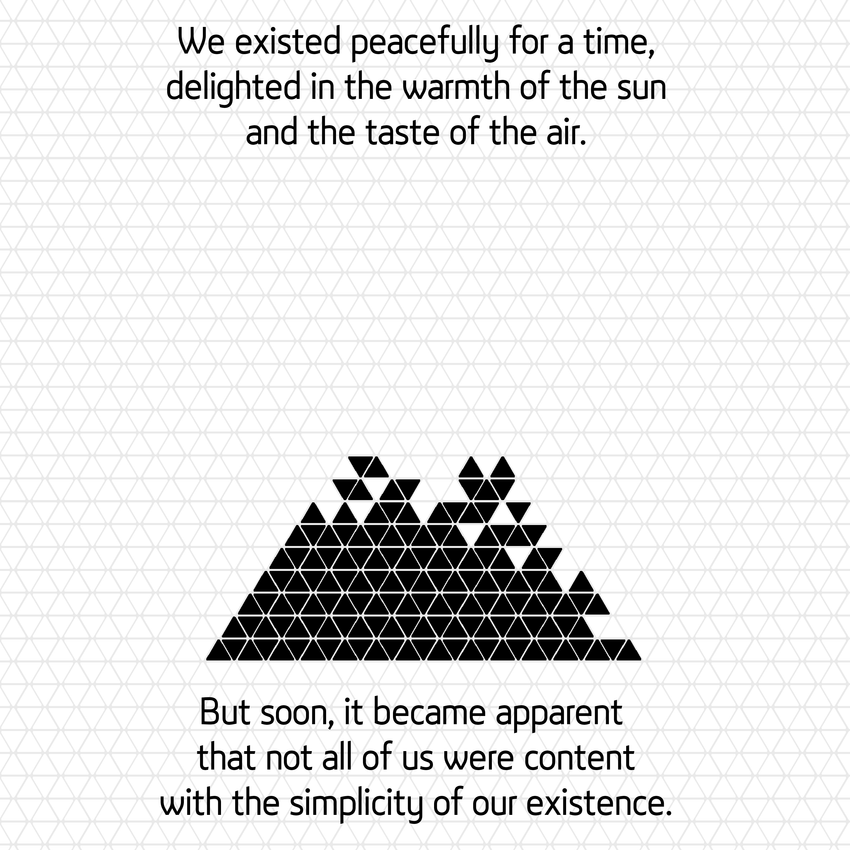 We existed peacefully for a time,
delighted in the warmth of the sun
and the taste of the air.
But soon, it became apparent
that not all of us were content
with the simplicity of our existence.